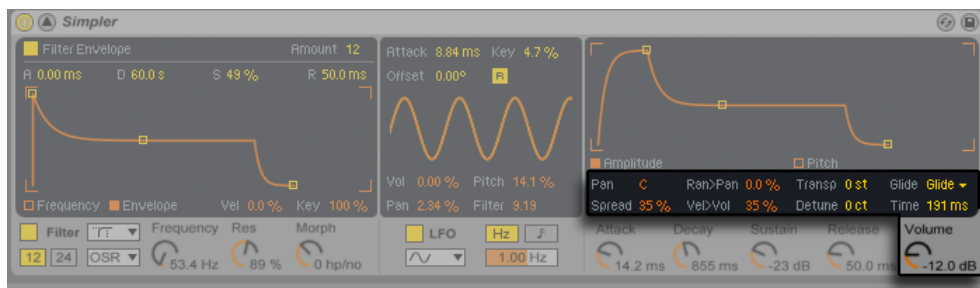 Simpler
Filter Envelope Amount 12
A 0.00 ms D 60.0 s S 49 % R 50.0 ms
Frequency Envelope Vel 0.0 % Key 100 %
Filter Frequency Res Morph
12 24 OSR 53.4 Hz 89 % 0 hp/no
Attack 8.84 ms Key 4.7 %
Offset 0.00° R
Vol 0.00 % Pitch 14.1 %
Pan 2.34 % Filter 9.19
LFO Hz
1.00 Hz
Amplitude Pitch
Pan C Ran>Pan 0.0 % Transp 0 st Glide Glide
Spread 35 % Vel>Vol 35 % Detune 0 ct Time 191 ms
Attack Decay Sustain Release Volume
14.2 ms 855 ms -23 dB 50.0 ms -12.0 dB